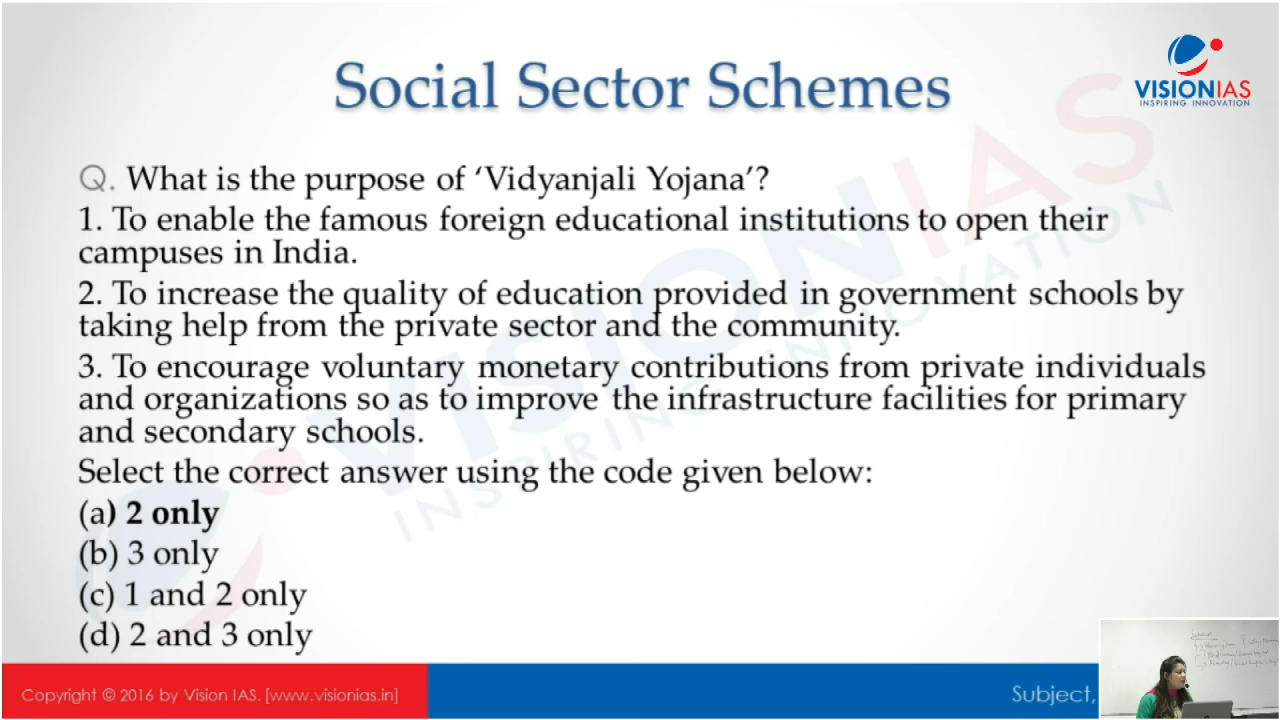 Social Sector Schemes
VISIONIAS
INSPIRING INNOVATION
Q. What is the purpose of ‘Vidyanjali Yojana’?
1. To enable the famous foreign educational institutions to open their
campuses in India.
2. To increase the quality of education provided in government schools by
taking help from the private sector and the community.
3. To encourage voluntary monetary contributions from private individuals
and organizations so as to improve the infrastructure facilities for primary
and secondary schools.
Select the correct answer using the code given below:
(a) 2 only
(b) 3 only
(c) 1 and 2 only
(d) 2 and 3 only
VISIONIAS
INSPIRING INNOVATION
Copyright © 2016 by Vision IAS. [www.visionias.in]
Subject,